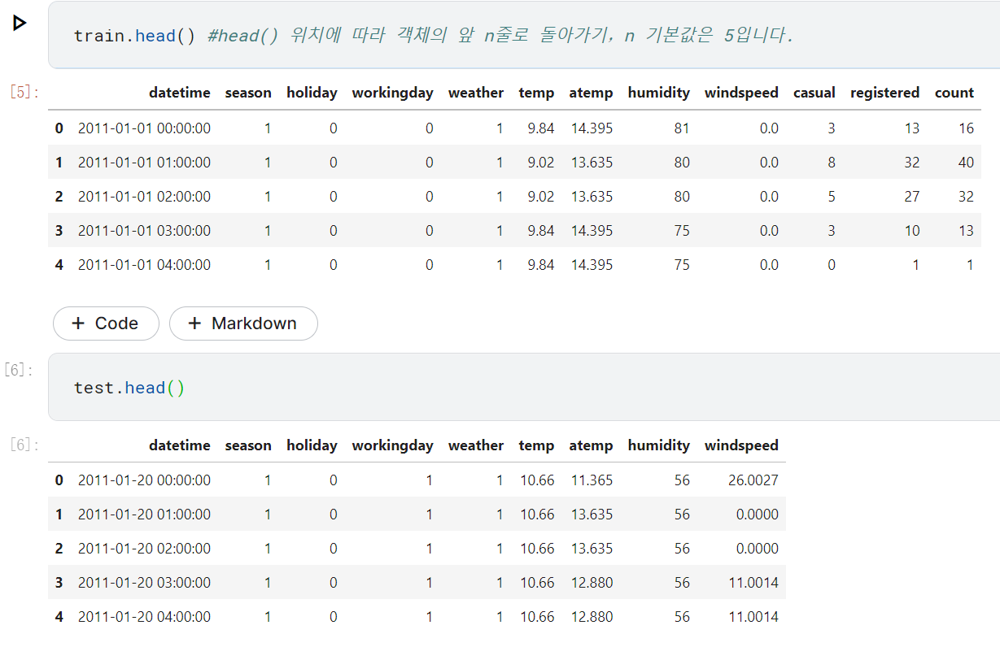 train.head() #head() 위치에 따라 객체의 앞 n줄로 돌아가기, n 기본값은 5입니다.
[5]:
datetime season holiday workingday weather temp atemp humidity windspeed casual registered count
0 2011-01-01 00:00:00 1 0 0 1 9.84 14.395 81 0.0 3 13 16
1 2011-01-01 01:00:00 1 0 0 1 9.02 13.635 80 0.0 8 32 40
2 2011-01-01 02:00:00 1 0 0 1 9.02 13.635 80 0.0 5 27 32
3 2011-01-01 03:00:00 1 0 0 1 9.84 14.395 75 0.0 3 10 13
4 2011-01-01 04:00:00 1 0 0 1 9.84 14.395 75 0.0 0 1 1
+ Code + Markdown
[6]:
test.head()
[6]:
datetime season holiday workingday weather temp atemp humidity windspeed
0 2011-01-20 00:00:00 1 0 1 1 10.66 11.365 56 26.0027
1 2011-01-20 01:00:00 1 0 1 1 10.66 13.635 56 0.0000
2 2011-01-20 02:00:00 1 0 1 1 10.66 13.635 56 0.0000
3 2011-01-20 03:00:00 1 0 1 1 10.66 12.880 56 11.0014
4 2011-01-20 04:00:00 1 0 1 1 10.66 12.880 56 11.0014